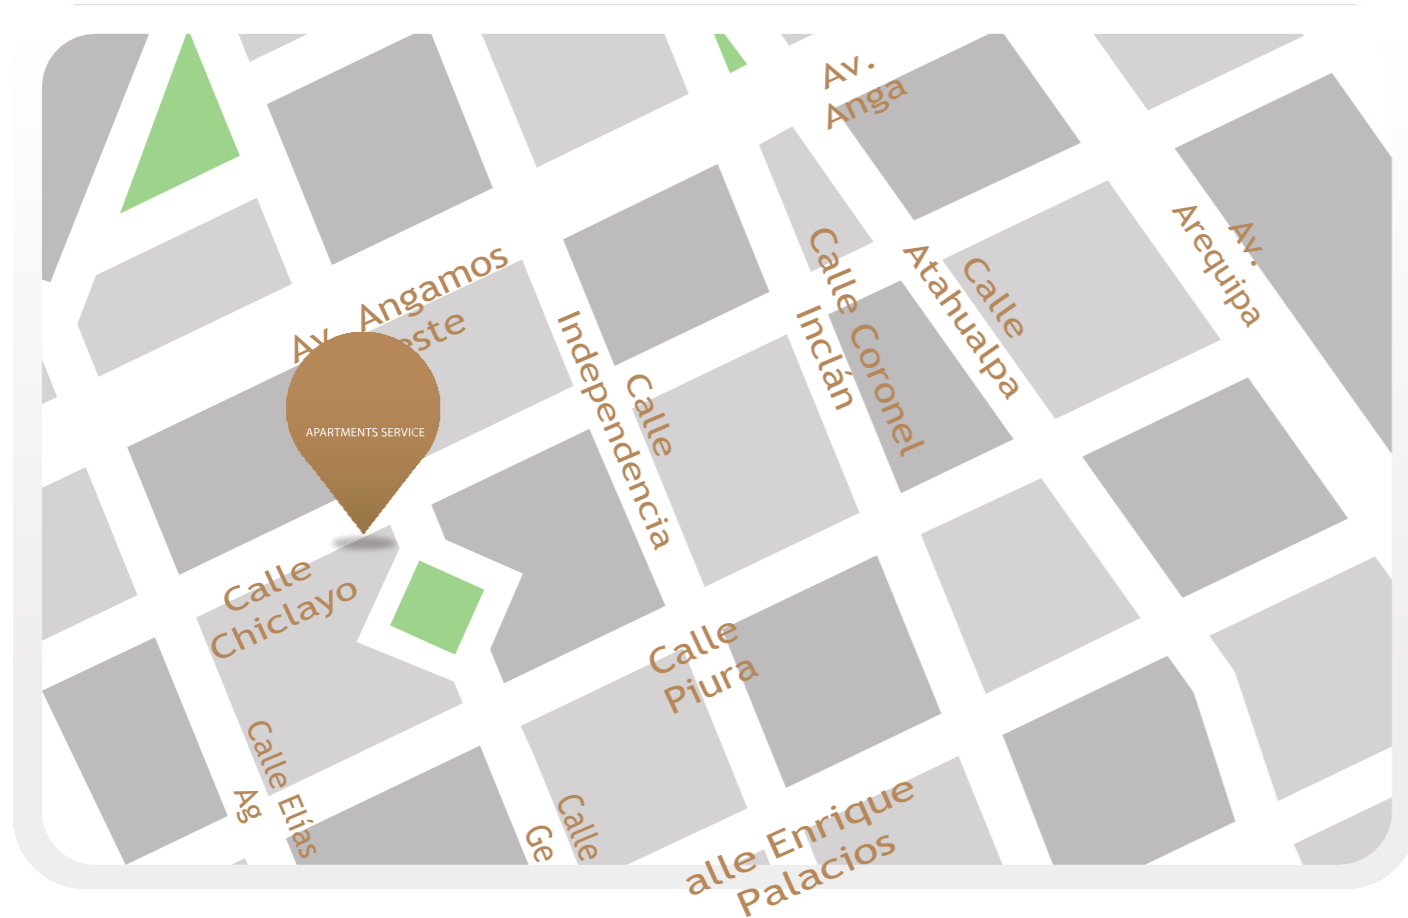 Av.
Anga
Av. Angamos
este
APARTMENTS SERVICE
Calle
Independencia
Calle Coronel
Inclán
Calle
Atahualpa
Av.
Arequipa
Calle
Chiclayo
Calle
Piura
Calle Elías
Ag
Calle
Ge
alle Enrique
Palacios